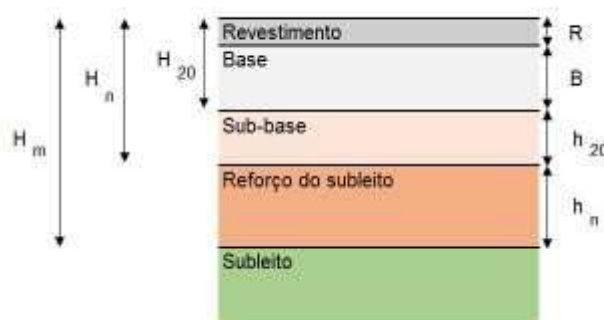 Revestimento
R
H 20
Base
B
H n
Sub-base
h 20
H m
Reforço do subleito
h n
Subleito